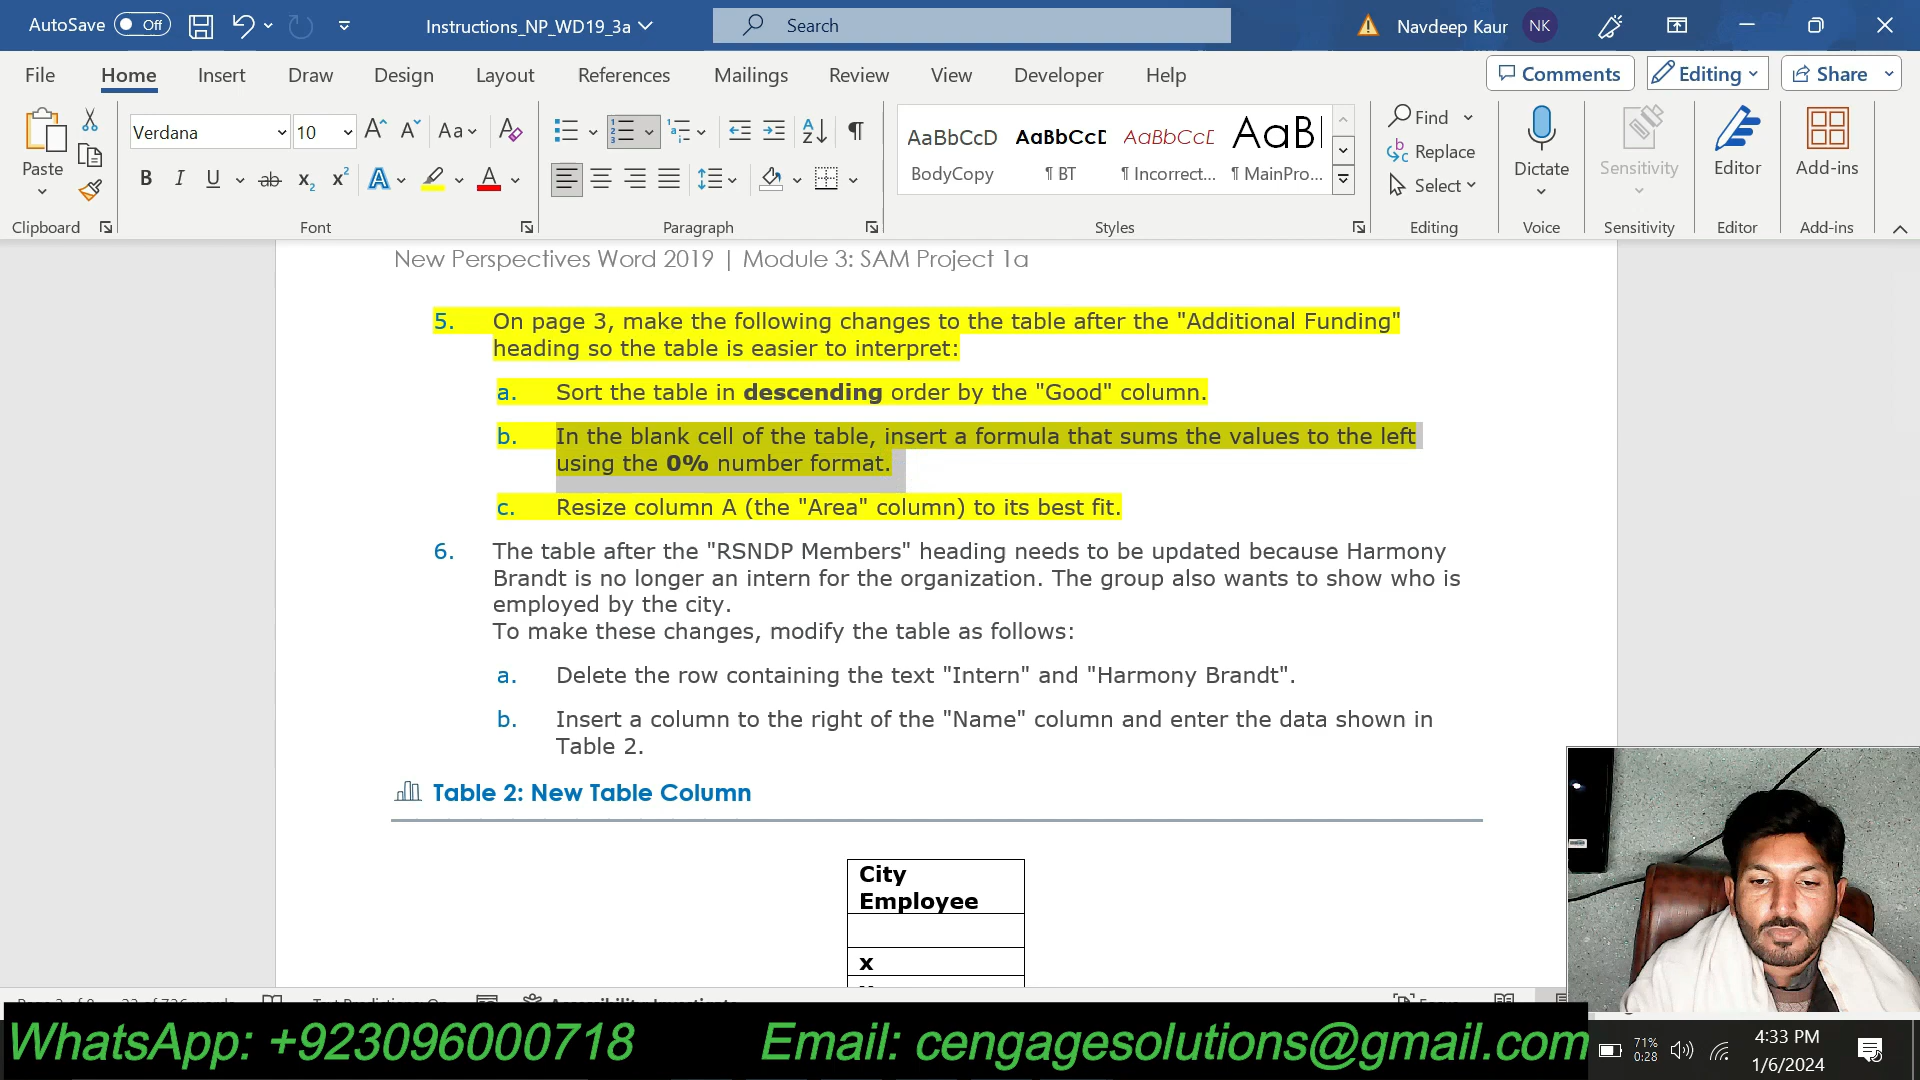 AutoSave Off Instructions_NP_WD19_3a Search Navdeep Kaur NK
File Home Insert Draw Design Layout References Mailings Review View Developer Help Comments Editing Share
Verdana 10 Aa AaBbCcD AaBbCcD AaBbCcD AaB Find
Replace
Select
Paste BodyCopy ¶ BT ¶ Incorrect... ¶ MainPro... Dictate Sensitivity Editor Add-ins
Clipboard Font Paragraph Styles Editing Voice Sensitivity Editor Add-ins
New Perspectives Word 2019 | Module 3: SAM Project 1a
5. On page 3, make the following changes to the table after the "Additional Funding"
heading so the table is easier to interpret:
a. Sort the table in descending order by the "Good" column.
b. In the blank cell of the table, insert a formula that sums the values to the left
using the 0% number format.
c. Resize column A (the "Area" column) to its best fit.
6. The table after the "RSNDP Members" heading needs to be updated because Harmony
Brandt is no longer an intern for the organization. The group also wants to show who is
employed by the city.
To make these changes, modify the table as follows:
a. Delete the row containing the text "Intern" and "Harmony Brandt".
b. Insert a column to the right of the "Name" column and enter the data shown in
Table 2.
Table 2: New Table Column
City
Employee
x
WhatsApp: +923096000718 Email: cengagesolutions@gmail.com
71%
0:28
4:33 PM
1/6/2024